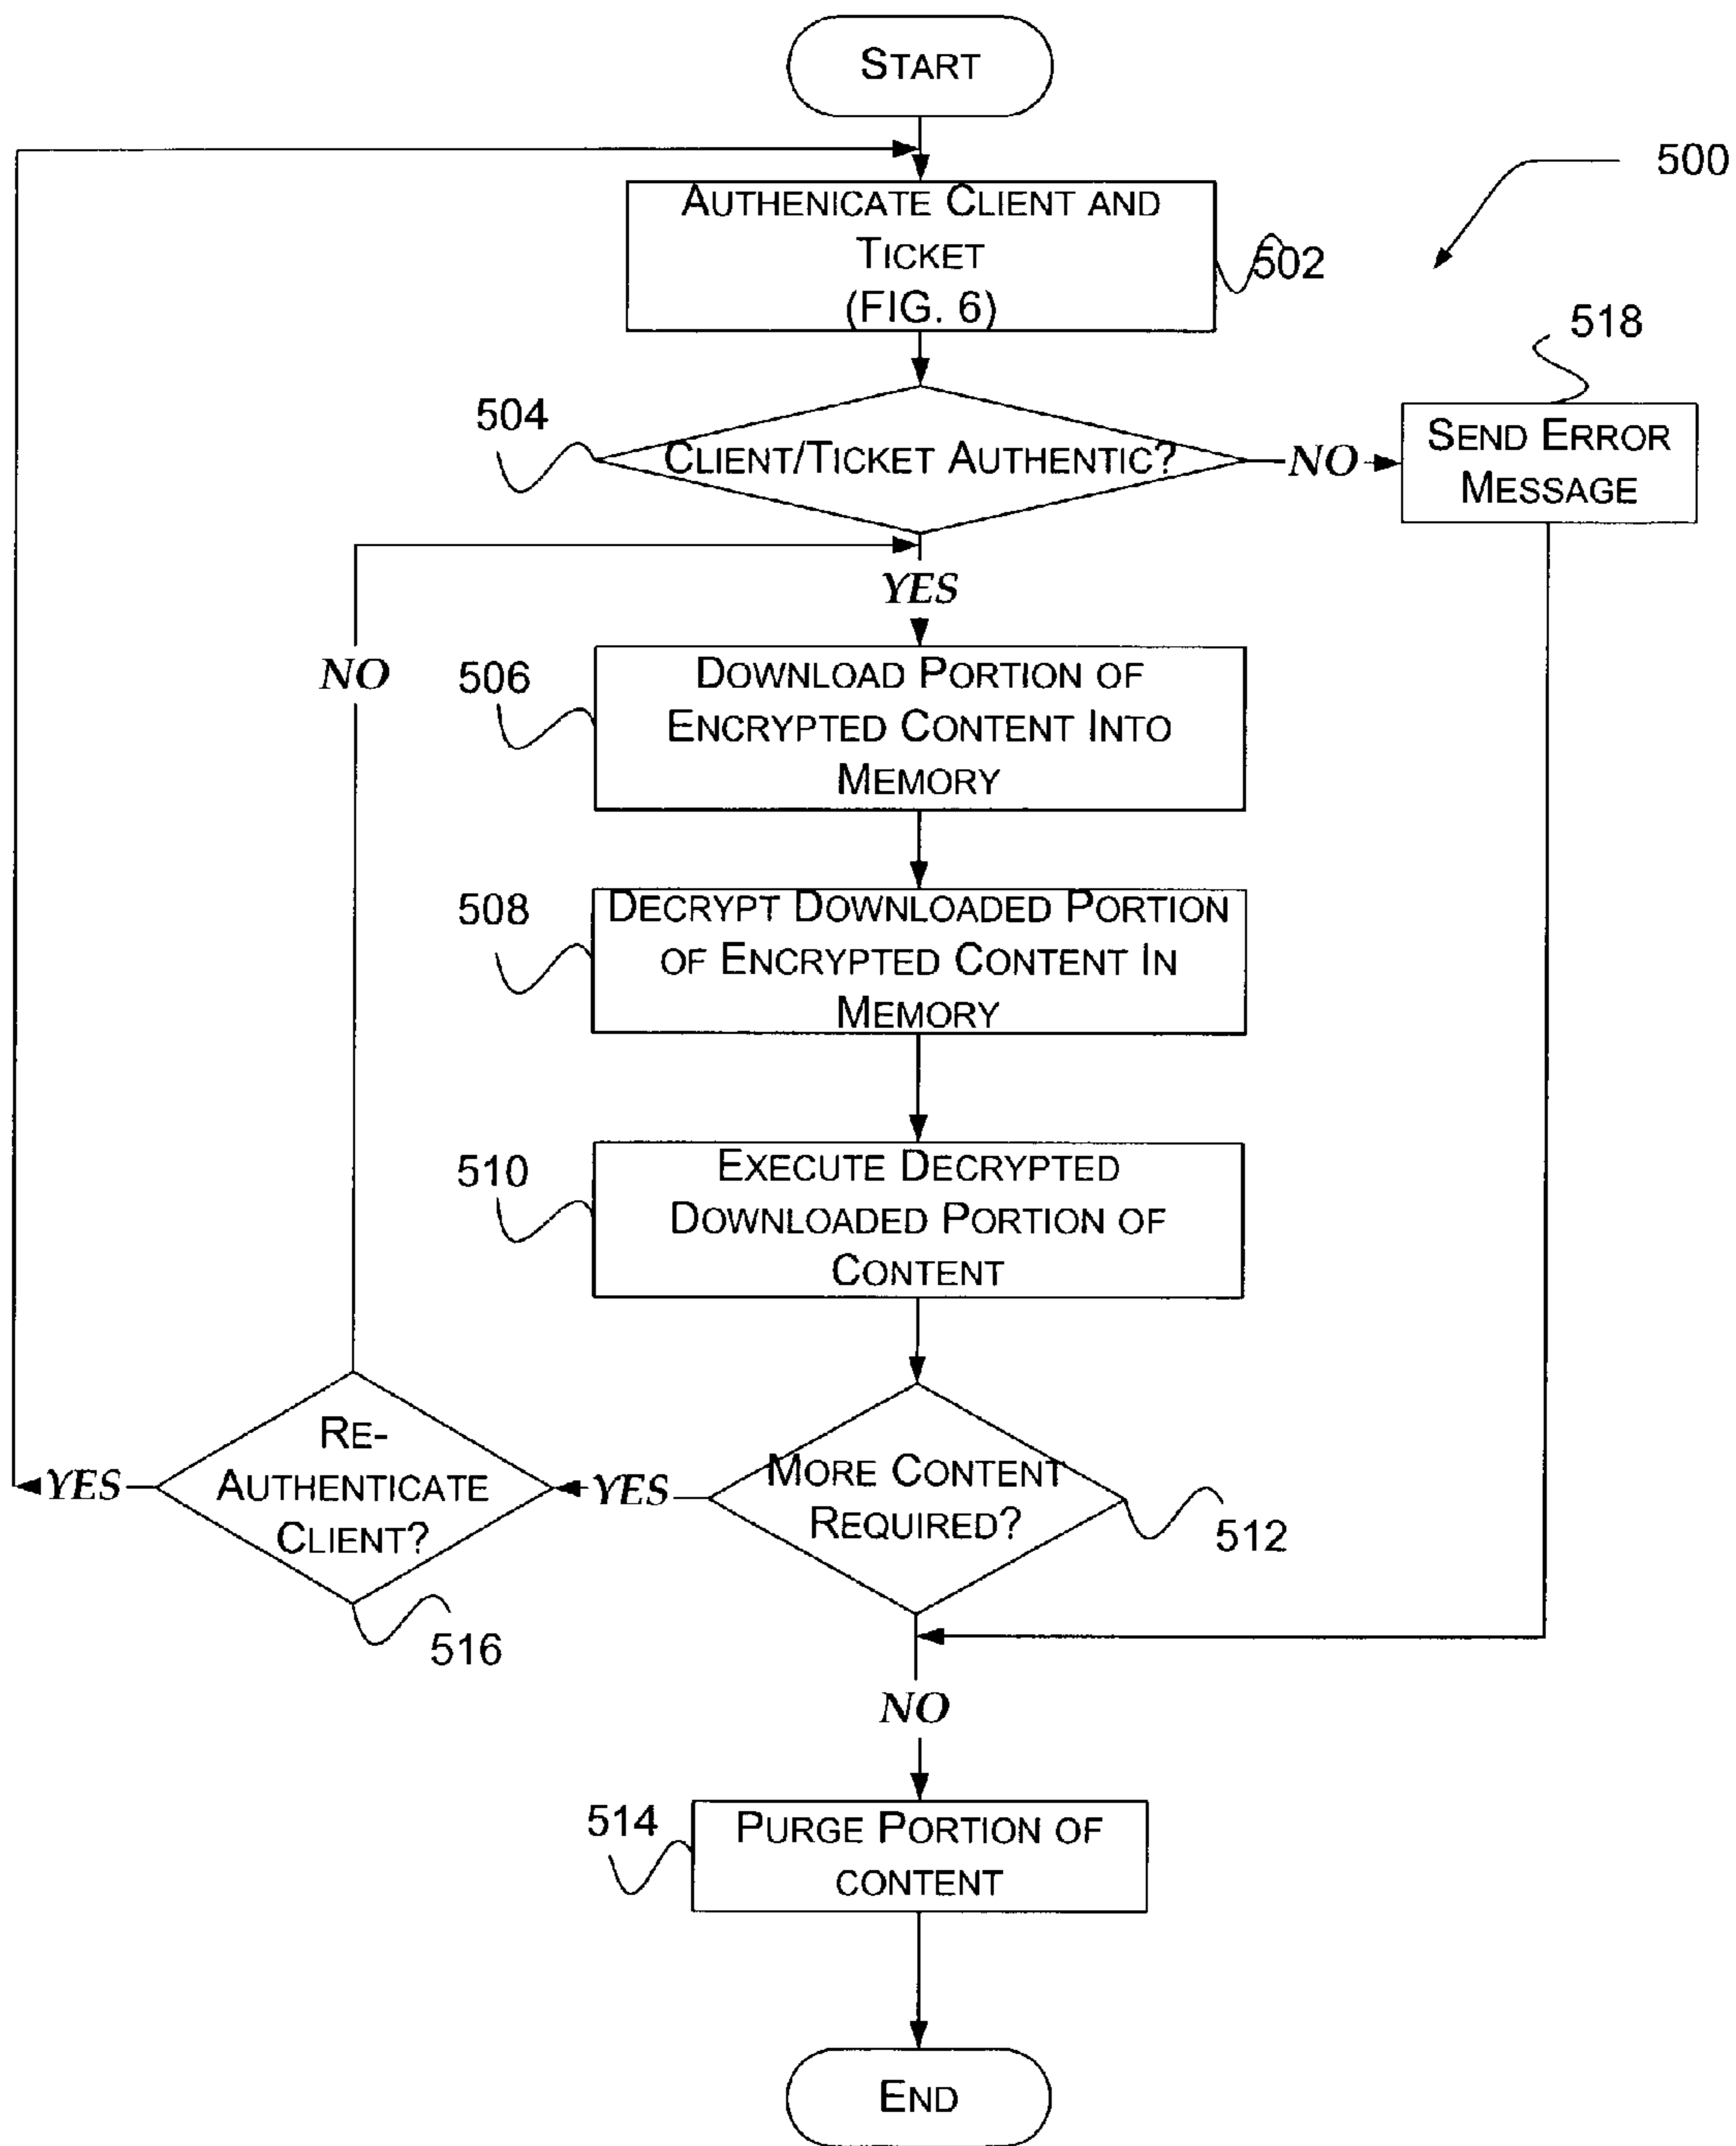 START
500
AUTHENICATE CLIENT AND
TICKET
(FIG. 6)
502
518
504
CLIENT/TICKET AUTHENTIC?
NO
SEND ERROR
MESSAGE
YES
NO
506
DOWNLOAD PORTION OF
ENCRYPTED CONTENT INTO
MEMORY
508
DECRYPT DOWNLOADED PORTION
OF ENCRYPTED CONTENT IN
MEMORY
510
EXECUTE DECRYPTED
DOWNLOADED PORTION OF
CONTENT
YES
RE-
AUTHENTICATE
CLIENT?
YES
MORE CONTENT
REQUIRED?
512
516
NO
514
PURGE PORTION OF
CONTENT
END